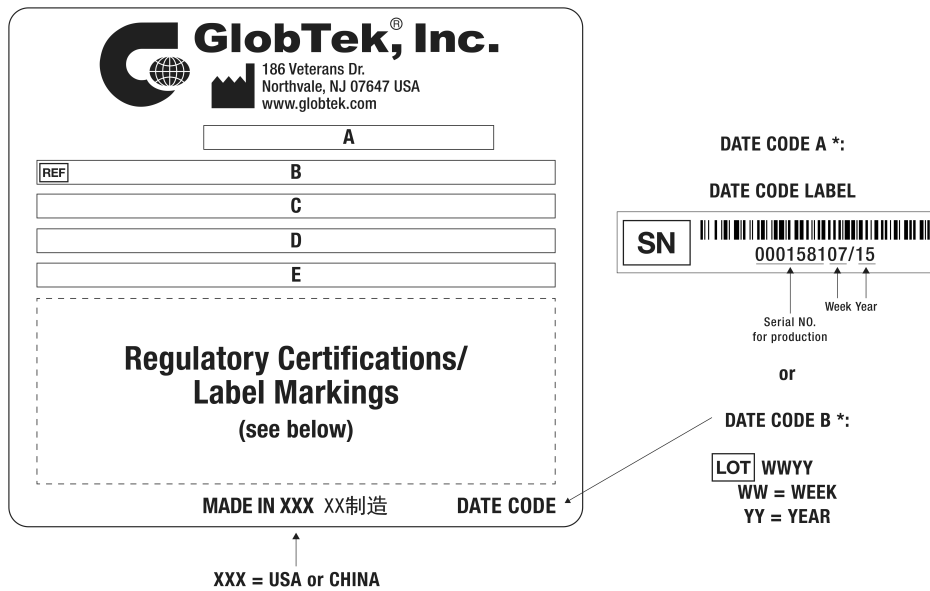 GlobTek, Inc.®
186 Veterans Dr.
Northvale, NJ 07647 USA
www.globtek.com
A
REF B
C
D
E
Regulatory Certifications/
Label Markings
(see below)
MADE IN XXX XX制造 DATE CODE
XXX = USA or CHINA
DATE CODE A *:
DATE CODE LABEL
SN
000158107/15
Serial NO.
for production
Week Year
or
DATE CODE B *:
LOT WWYY
WW = WEEK
YY = YEAR